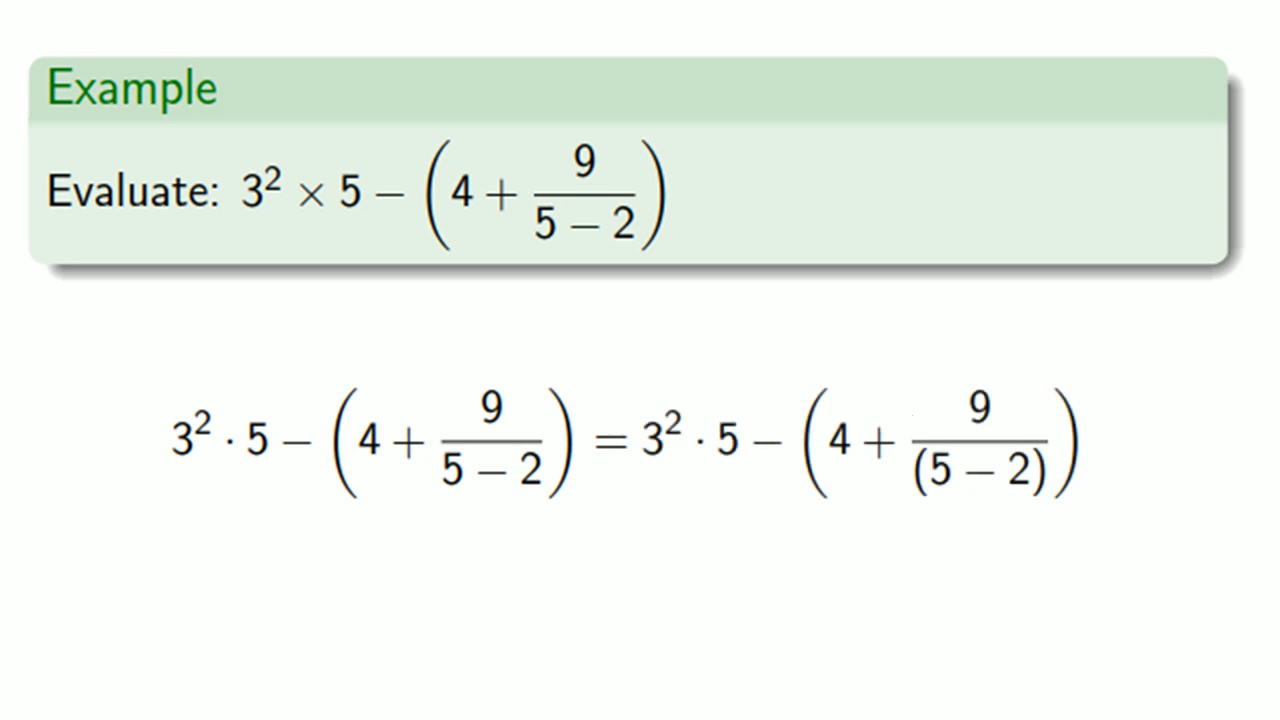 Example
Evaluate: 3² × 5 − (4 + 9/(5 − 2))
3² · 5 − (4 + 9/(5 − 2)) = 3² · 5 − (4 + 9/((5 − 2)))